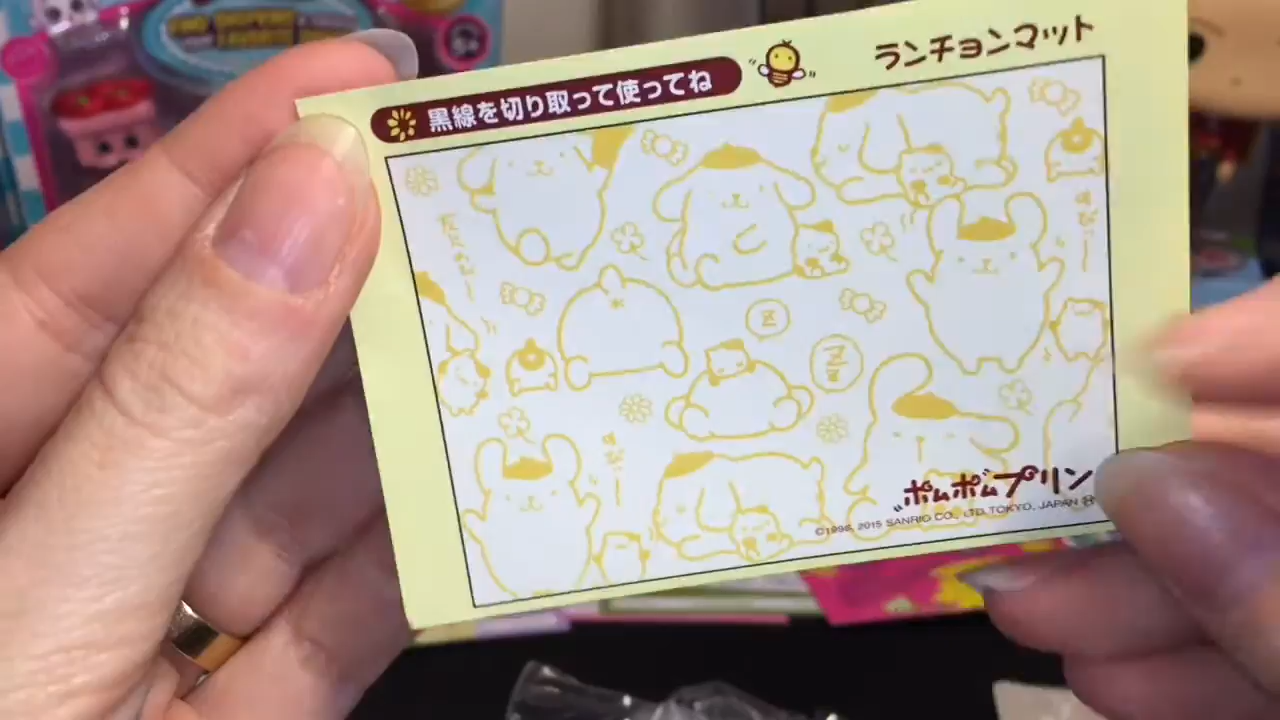 黒線を切り取って使ってね
ランチョンマット
Z
Z
Z
ポムポムプリン
©1996, 2015 SANRIO CO., LTD. TOKYO, JAPAN Ⓗ